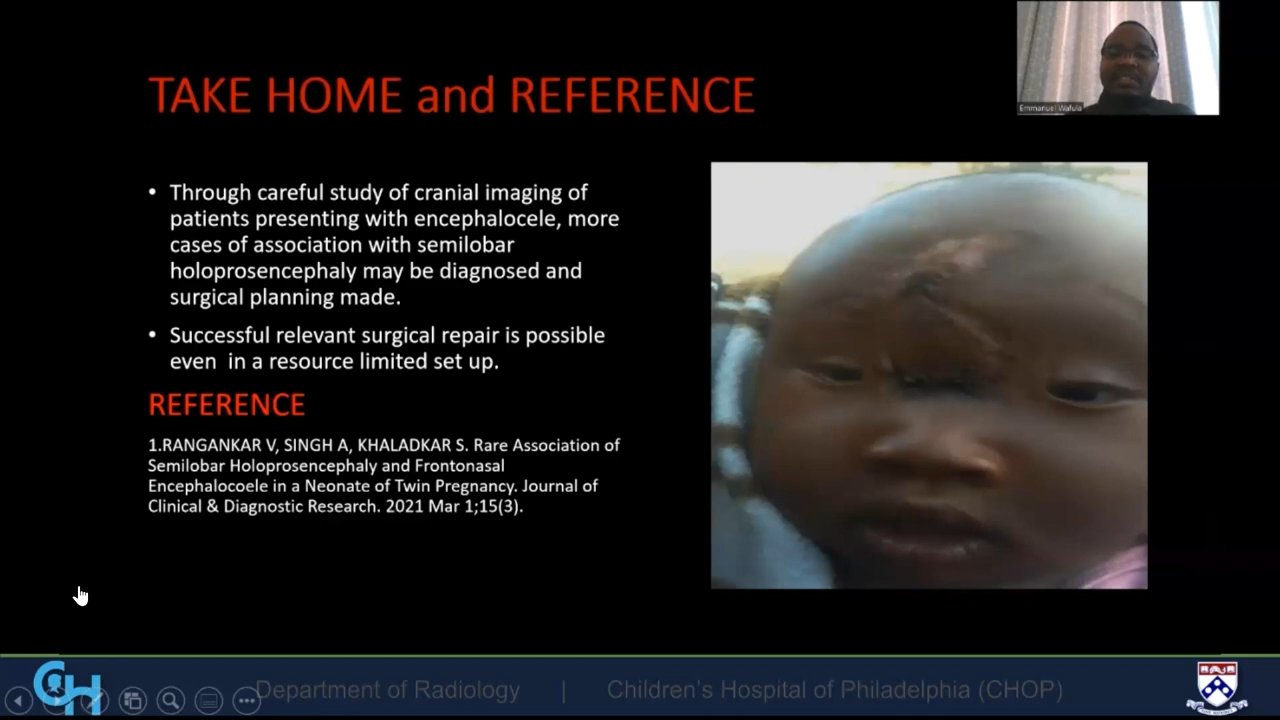 TAKE HOME and REFERENCE
Emmanuel Wafula
• Through careful study of cranial imaging of
patients presenting with encephalocele, more
cases of association with semilobar
holoprosencephaly may be diagnosed and
surgical planning made.
• Successful relevant surgical repair is possible
even  in a resource limited set up.
REFERENCE
1.RANGANKAR V, SINGH A, KHALADKAR S. Rare Association of
Semilobar Holoprosencephaly and Frontonasal
Encephalocoele in a Neonate of Twin Pregnancy. Journal of
Clinical & Diagnostic Research. 2021 Mar 1;15(3).
CH
Department of Radiology | Children's Hospital of Philadelphia (CHOP)